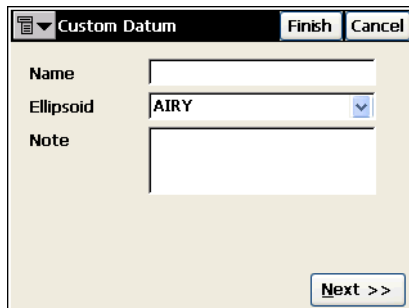 Custom Datum Finish Cancel
Name
Ellipsoid AIRY
Note
Next >>